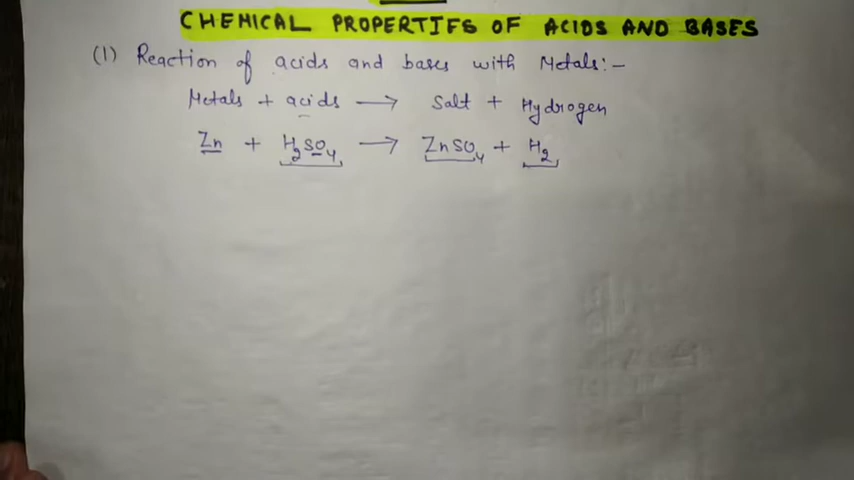 CHEMICAL PROPERTIES OF ACIDS AND BASES
(1) Reaction of acids and bases with Metals:-
Metals + acids → Salt + Hydrogen
Zn + H₂SO₄ → ZnSO₄ + H₂